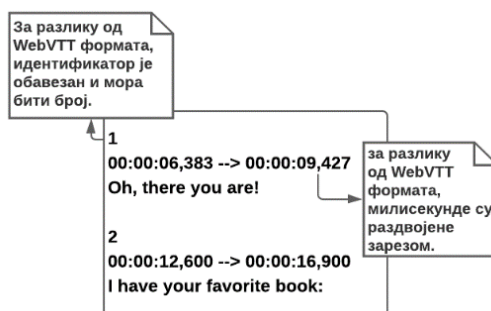 За разлику од
WebVTT формата,
идентификатор је
обавезан и мора
бити број.
1
00:00:06,383 --> 00:00:09,427
Oh, there you are!
за разлику
од WebVTT
формата,
милисекунде су
раздвојене
зарезом.
2
00:00:12,600 --> 00:00:16,900
I have your favorite book: